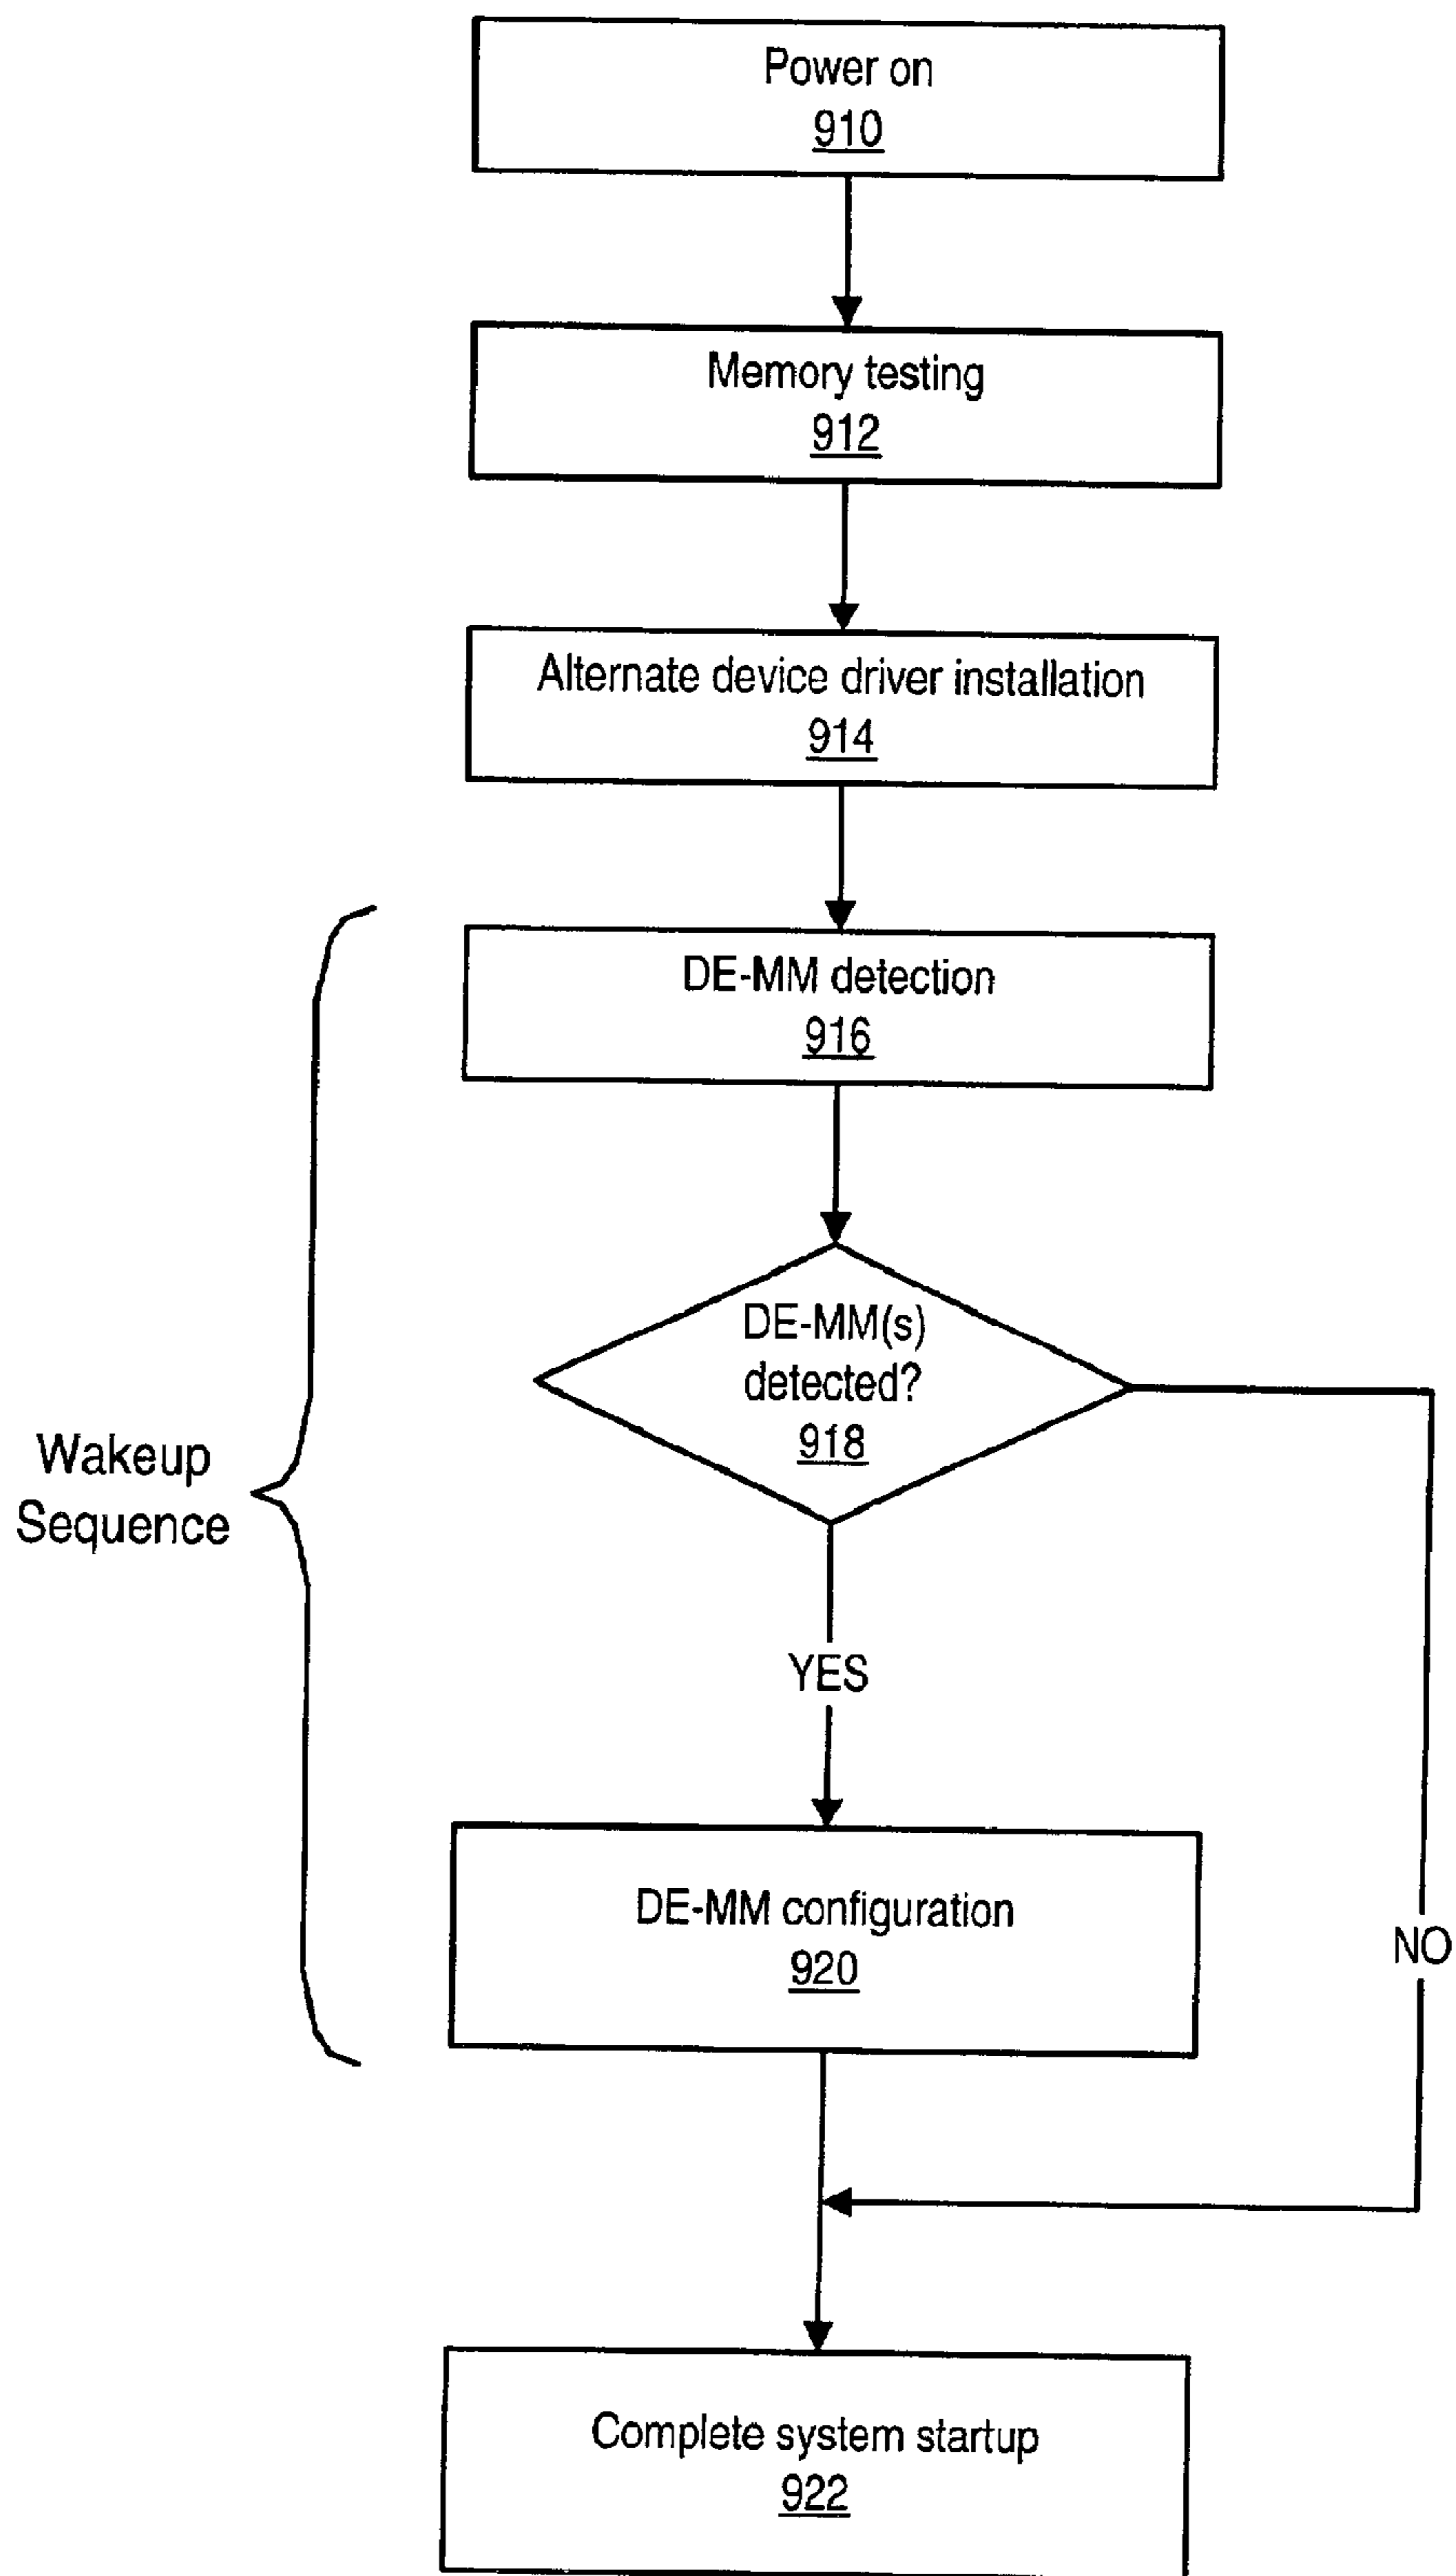 Power on
910
Memory testing
912
Alternate device driver installation
914
DE-MM detection
916
DE-MM(s)
detected?
918
Wakeup
Sequence
YES
DE-MM configuration
920
NO
Complete system startup
922